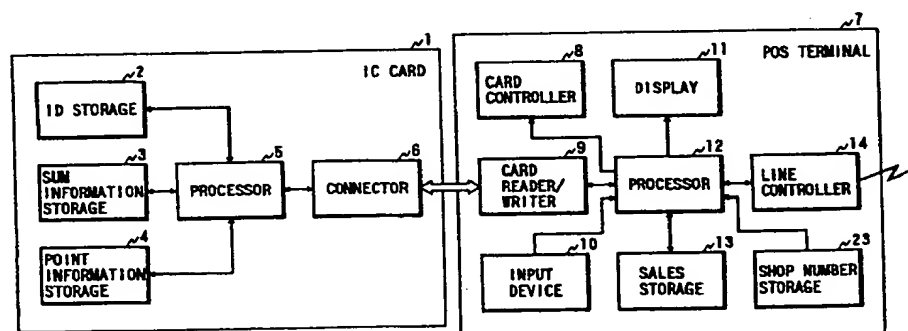 1
IC CARD
2
ID STORAGE
3
SUM
INFORMATION
STORAGE
4
POINT
INFORMATION
STORAGE
5
PROCESSOR
6
CONNECTOR
7
POS TERMINAL
8
CARD
CONTROLLER
11
DISPLAY
9
CARD
READER/
WRITER
12
PROCESSOR
14
LINE
CONTROLLER
10
INPUT
DEVICE
13
SALES
STORAGE
23
SHOP NUMBER
STORAGE